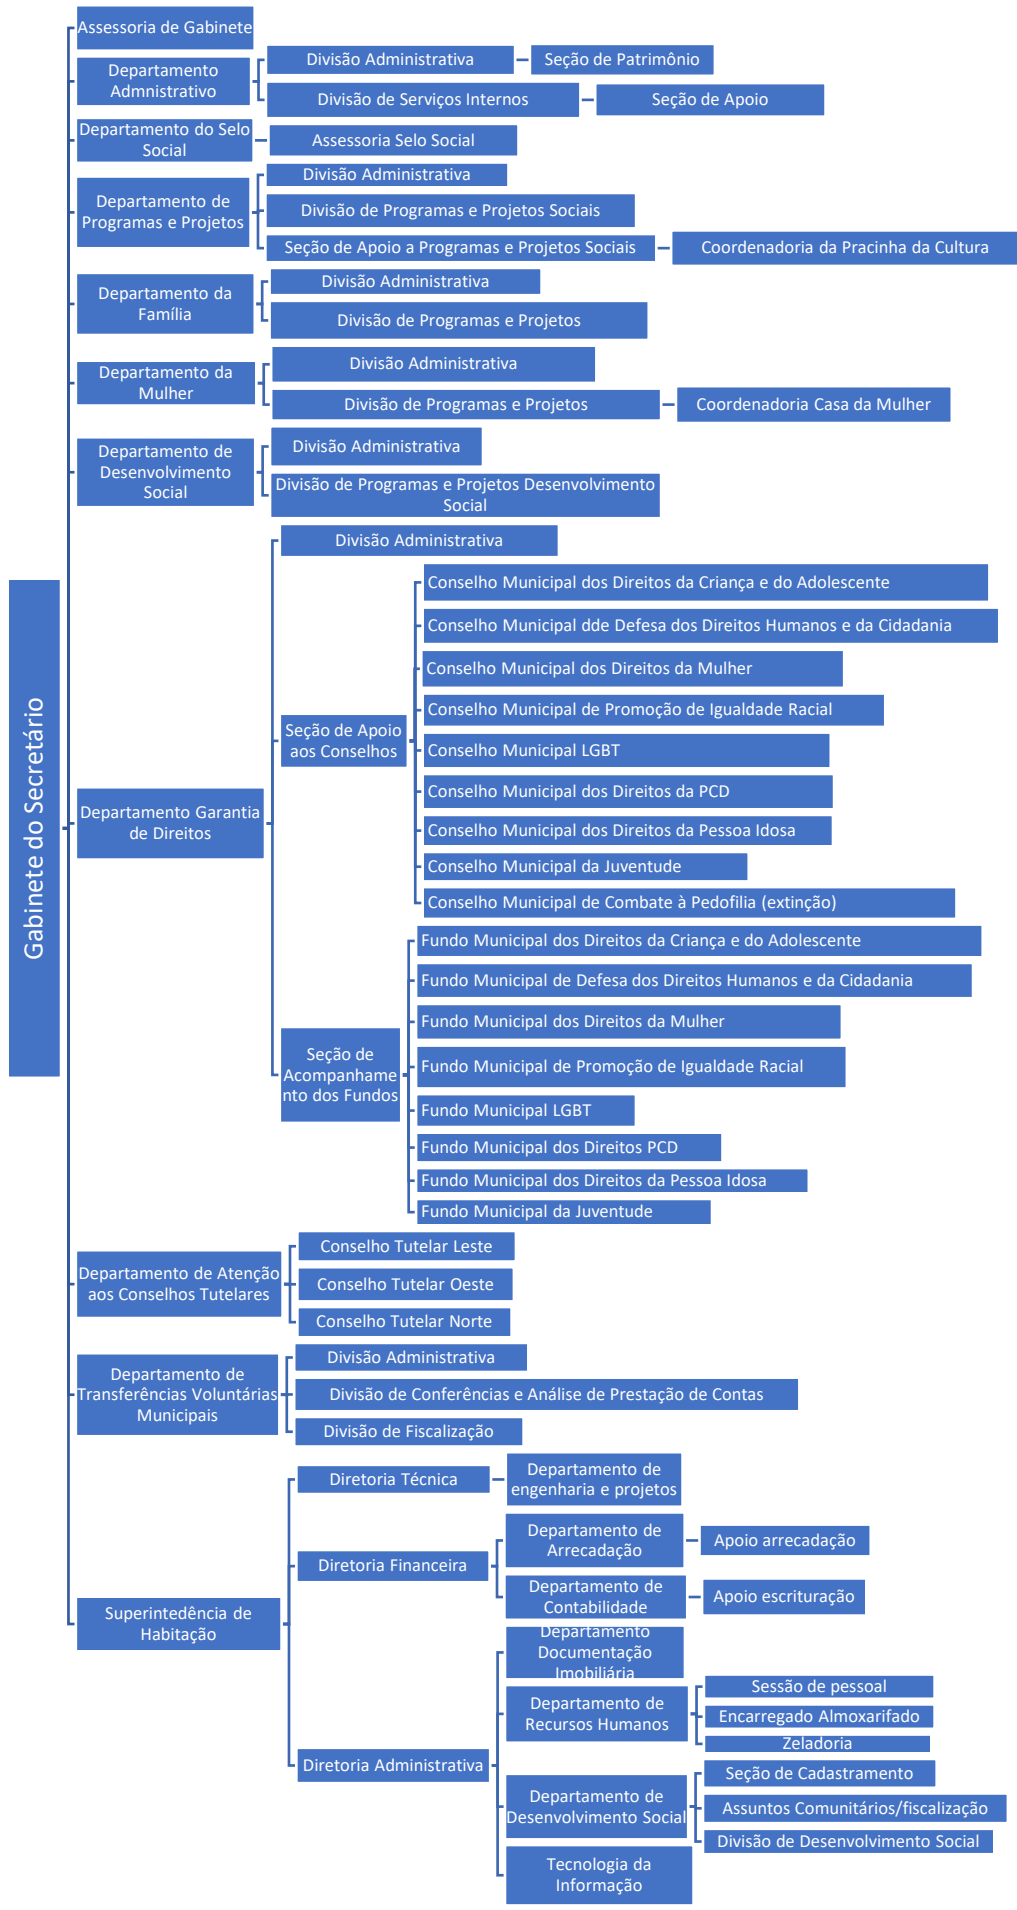 Gabinete do Secretário
Assessoria de Gabinete
Departamento
Admnistrativo
Divisão Administrativa
Seção de Patrimônio
Divisão de Serviços Internos
Seção de Apoio
Departamento do Selo
Social
Assessoria Selo Social
Departamento de
Programas e Projetos
Divisão Administrativa
Divisão de Programas e Projetos Sociais
Seção de Apoio a Programas e Projetos Sociais
Coordenadoria da Pracinha da Cultura
Departamento da
Família
Divisão Administrativa
Divisão de Programas e Projetos
Departamento da
Mulher
Divisão Administrativa
Divisão de Programas e Projetos
Coordenadoria Casa da Mulher
Departamento de
Desenvolvimento
Social
Divisão Administrativa
Divisão de Programas e Projetos Desenvolvimento
Social
Departamento Garantia
de Direitos
Divisão Administrativa
Seção de Apoio
aos Conselhos
Conselho Municipal dos Direitos da Criança e do Adolescente
Conselho Municipal dde Defesa dos Direitos Humanos e da Cidadania
Conselho Municipal dos Direitos da Mulher
Conselho Municipal de Promoção de Igualdade Racial
Conselho Municipal LGBT
Conselho Municipal dos Direitos da PCD
Conselho Municipal dos Direitos da Pessoa Idosa
Conselho Municipal da Juventude
Conselho Municipal de Combate à Pedofilia (extinção)
Seção de
Acompanhame
nto dos Fundos
Fundo Municipal dos Direitos da Criança e do Adolescente
Fundo Municipal de Defesa dos Direitos Humanos e da Cidadania
Fundo Municipal dos Direitos da Mulher
Fundo Municipal de Promoção de Igualdade Racial
Fundo Municipal LGBT
Fundo Municipal dos Direitos PCD
Fundo Municipal dos Direitos da Pessoa Idosa
Fundo Municipal da Juventude
Departamento de Atenção
aos Conselhos Tutelares
Conselho Tutelar Leste
Conselho Tutelar Oeste
Conselho Tutelar Norte
Departamento de
Transferências Voluntárias
Municipais
Divisão Administrativa
Divisão de Conferências e Análise de Prestação de Contas
Divisão de Fiscalização
Superintedência de
Habitação
Diretoria Técnica
Departamento de
engenharia e projetos
Diretoria Financeira
Departamento de
Arrecadação
Apoio arrecadação
Departamento de
Contabilidade
Apoio escrituração
Diretoria Administrativa
Departamento
Documentação
Imobiliária
Departamento de
Recursos Humanos
Sessão de pessoal
Encarregado Almoxarifado
Zeladoria
Departamento de
Desenvolvimento Social
Seção de Cadastramento
Assuntos Comunitários/fiscalização
Divisão de Desenvolvimento Social
Tecnologia da
Informação